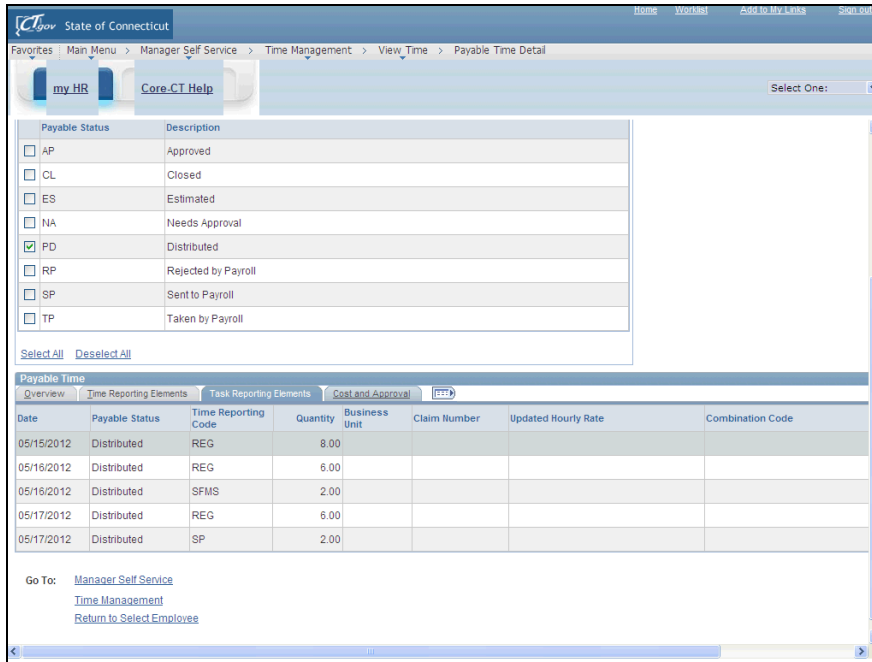 Home Worklist Add to My Links Sign out
CT.gov State of Connecticut
Favorites Main Menu > Manager Self Service > Time Management > View Time > Payable Time Detail
my HR Core-CT Help Select One:
Payable Status Description
AP Approved
CL Closed
ES Estimated
NA Needs Approval
PD Distributed
RP Rejected by Payroll
SP Sent to Payroll
TP Taken by Payroll
Select All Deselect All
Payable Time
Overview Time Reporting Elements Task Reporting Elements Cost and Approval
Date Payable Status Time Reporting Code Quantity Business Unit Claim Number Updated Hourly Rate Combination Code
05/15/2012 Distributed REG 8.00
05/16/2012 Distributed REG 6.00
05/16/2012 Distributed SFMS 2.00
05/17/2012 Distributed REG 6.00
05/17/2012 Distributed SP 2.00
Go To: Manager Self Service
Time Management
Return to Select Employee